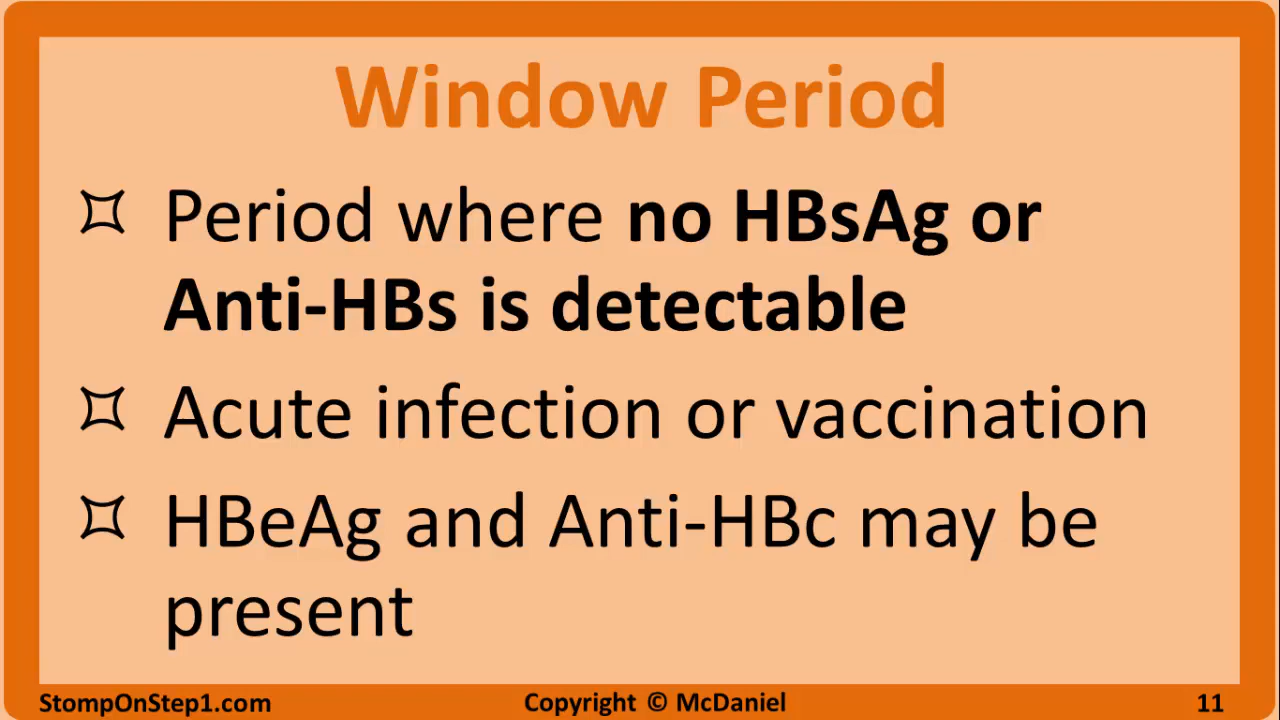 Window Period
Period where no HBsAg or
Anti-HBs is detectable
Acute infection or vaccination
HBeAg and Anti-HBc may be
present
StompOnStep1.com
Copyright © McDaniel
11